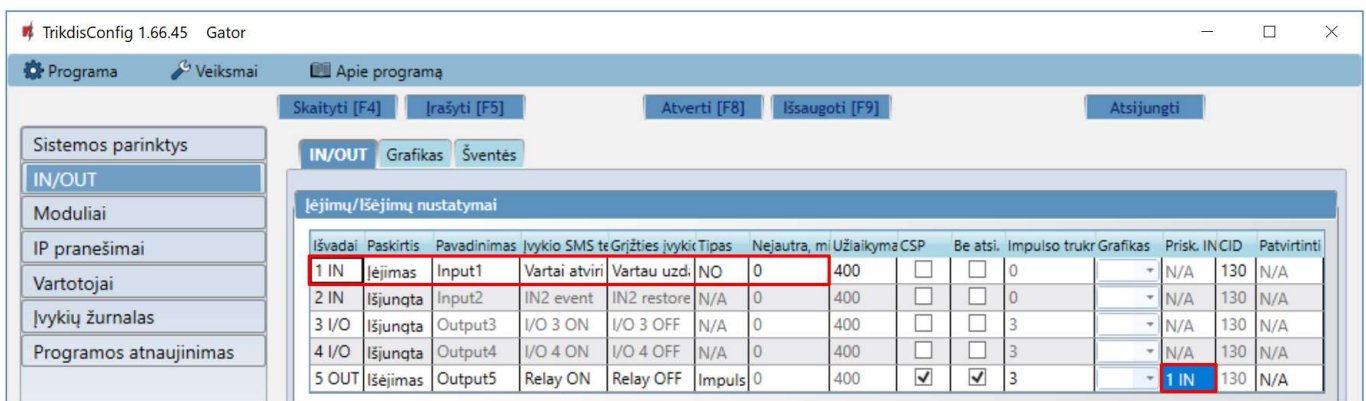 TrikdisConfig 1.66.45 Gator
Programa Veiksmai Apie programą
Skaityti [F4] Įrašyti [F5] Atverti [F8] Išsaugoti [F9] Atsijungti
Sistemos parinktys
IN/OUT
Moduliai
IP pranešimai
Vartotojai
Įvykių žurnalas
Programos atnaujinimas
IN/OUT Grafikas Šventės
Įėjimų/Išėjimų nustatymai
Išvadai Paskirtis Pavadinimas Įvykio SMS te Grįžties įvykio Tipas Nejautra, mi Užlaikyma CSP Be atsi. Impulso trukr Grafikas Prisk. IN CID Patvirtinti
1 IN Įėjimas Input1 Vartai atviri Vartau uzd. NO 0 400 0 N/A 130 N/A
2 IN Išjungta Input2 IN2 event IN2 restore N/A 0 400 0 N/A 130 N/A
3 I/O Išjungta Output3 I/O 3 ON I/O 3 OFF N/A 0 400 3 N/A 130 N/A
4 I/O Išjungta Output4 I/O 4 ON I/O 4 OFF N/A 0 400 3 N/A 130 N/A
5 OUT Išėjimas Output5 Relay ON Relay OFF Impuls 0 400 3 1 IN 130 N/A